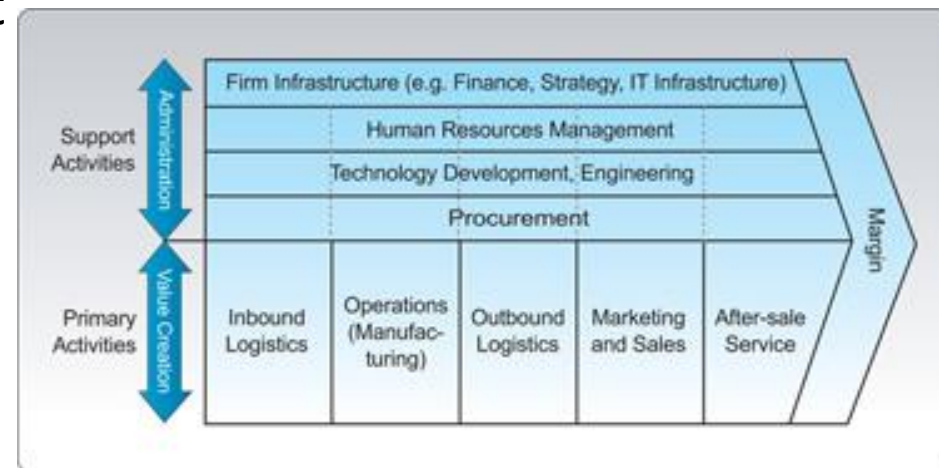 Firm Infrastructure (e.g. Finance, Strategy, IT Infrastructure)
Human Resources Management
Technology Development, Engineering
Procurement
Support
Activities
Administration
Primary
Activities
Value Creation
Inbound
Logistics
Operations
(Manufac-
turing)
Outbound
Logistics
Marketing
and Sales
After-sale
Service
Margin